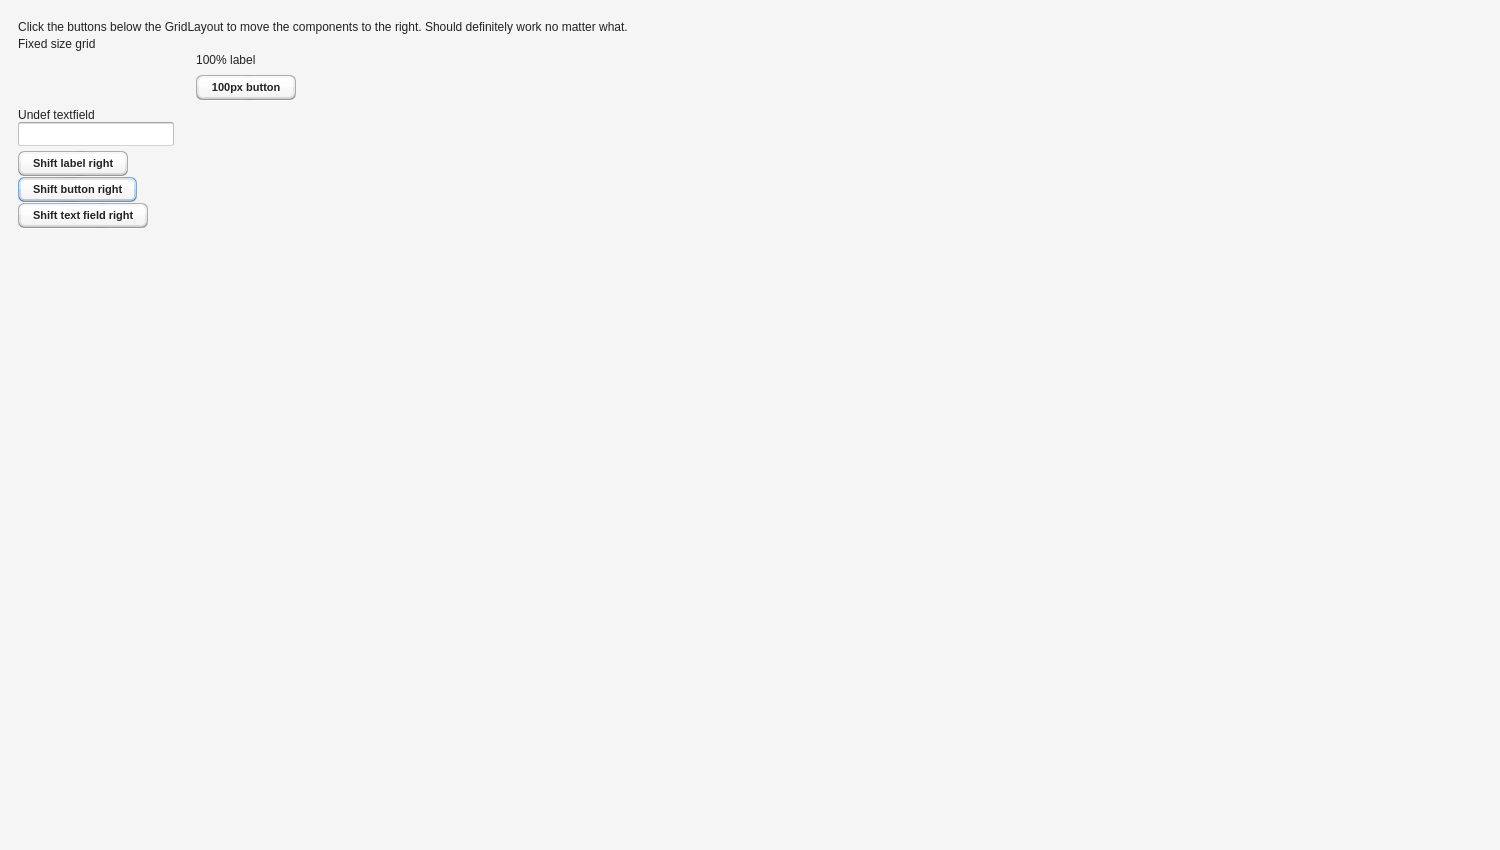 Click the buttons below the GridLayout to move the components to the right. Should definitely work no matter what.
Fixed size grid
100% label
100px button
Undef textfield
Shift label right
Shift button right
Shift text field right